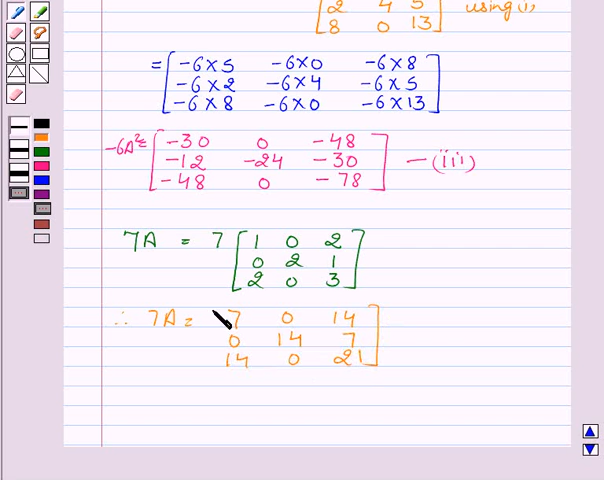 [2 4 5 using (i)
8 0 13]
= [-6×5 -6×0 -6×8
-6×2 -6×4 -6×5
-6×8 -6×0 -6×13]
-6A² = [-30 0 -48
-12 -24 -30 —(iii)
-48 0 -78]
7A = 7 [1 0 2
0 2 1
2 0 3]
∴ 7A = 7 0 14
0 14 7
14 0 21]